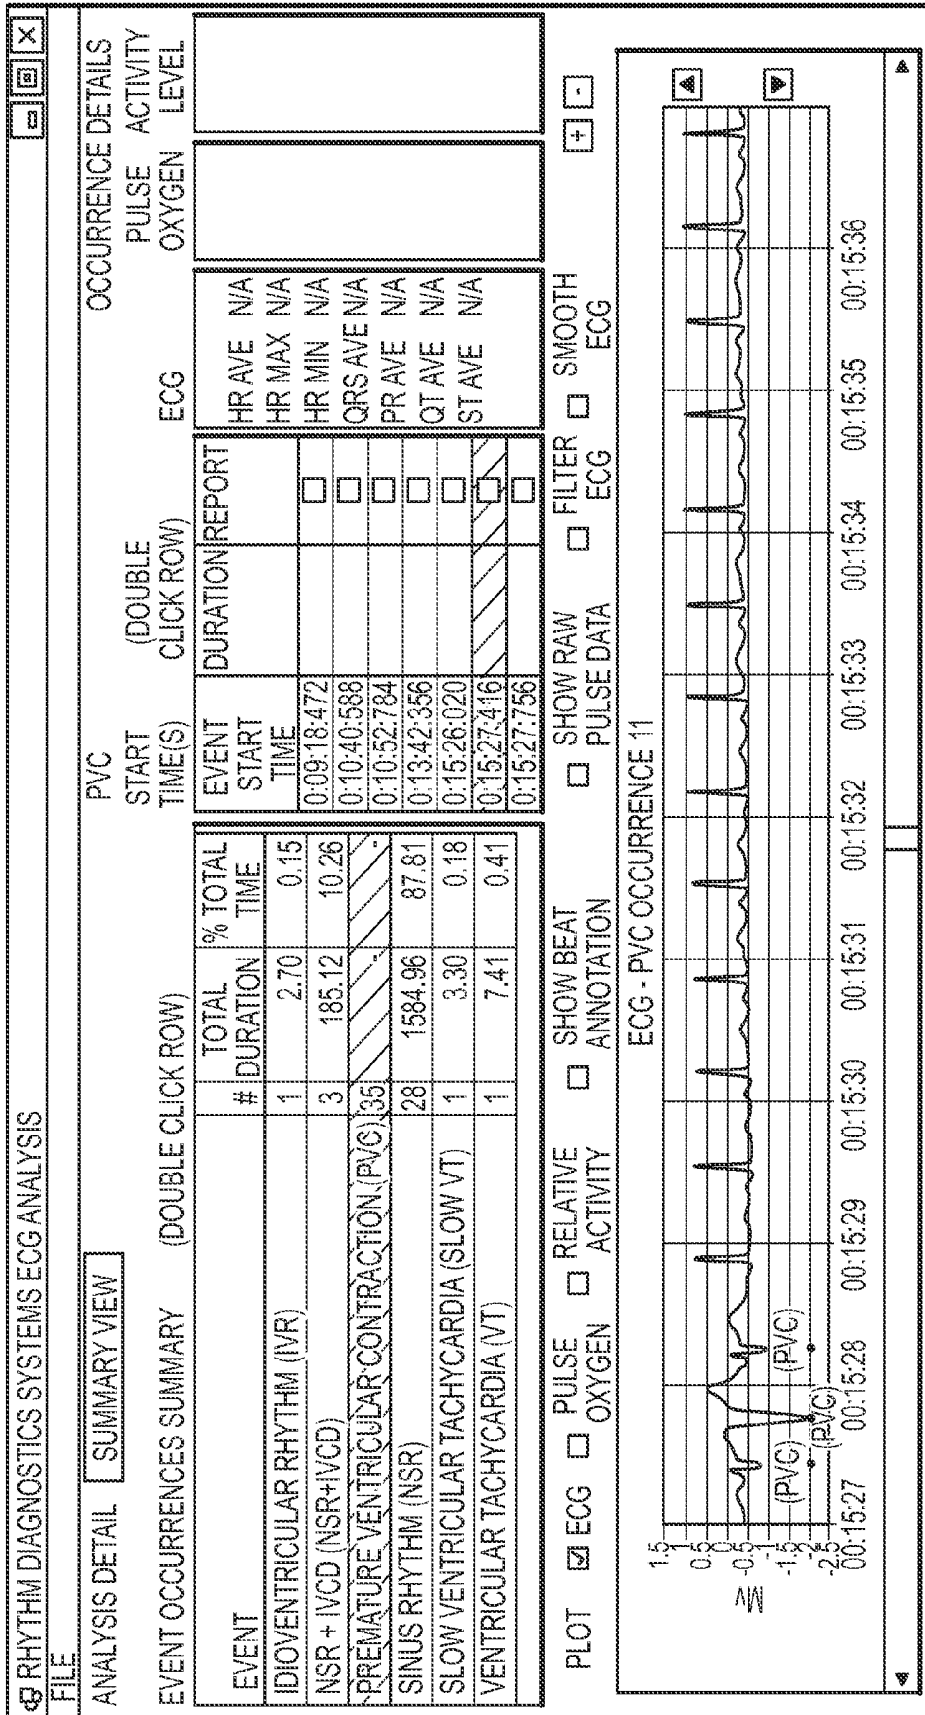 RHYTHM DIAGNOSTICS SYSTEMS ECG ANALYSIS
FILE
ANALYSIS DETAIL SUMMARY VIEW
EVENT OCCURRENCES SUMMARY (DOUBLE CLICK ROW)
EVENT # TOTAL DURATION % TOTAL TIME
IDIOVENTRICULAR RHYTHM (IVR) 1 2.70 0.15
NSR + IVCD (NSR+IVCD) 3 185.12 10.26
PREMATURE VENTRICULAR CONTRACTION (PVC) 35 - -
SINUS RHYTHM (NSR) 28 1584.96 87.81
SLOW VENTRICULAR TACHYCARDIA (SLOW VT) 1 3.30 0.18
VENTRICULAR TACHYCARDIA (VT) 1 7.41 0.41
PVC
START TIME(S) (DOUBLE CLICK ROW)
EVENT START TIME DURATION REPORT
0:09:18:472
0:10:40:588
0:10:52:784
0:13:42:356
0:15:26:020
0:15:27:416
0:15:27:756
OCCURRENCE DETAILS
ECG PULSE OXYGEN ACTIVITY LEVEL
HR AVE N/A
HR MAX N/A
HR MIN N/A
QRS AVE N/A
PR AVE N/A
QT AVE N/A
ST AVE N/A
PLOT ECG PULSE OXYGEN RELATIVE ACTIVITY SHOW BEAT ANNOTATION SHOW RAW PULSE DATA FILTER ECG SMOOTH ECG + -
ECG - PVC OCCURRENCE 11
Mv
1.5
1
0.5
0
-0.5
-1
-1.5
-2
-2.5
(PVC) (PVC) (PVC)
00:15:27 00:15:28 00:15:29 00:15:30 00:15:31 00:15:32 00:15:33 00:15:34 00:15:35 00:15:36